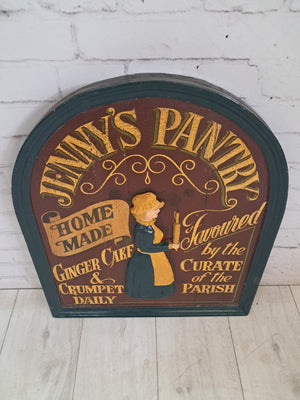 JENNY'S PANTRY
HOME
MADE
GINGER CAKE
&
CRUMPET
DAILY
Favoured
by the
CURATE
of the
PARISH